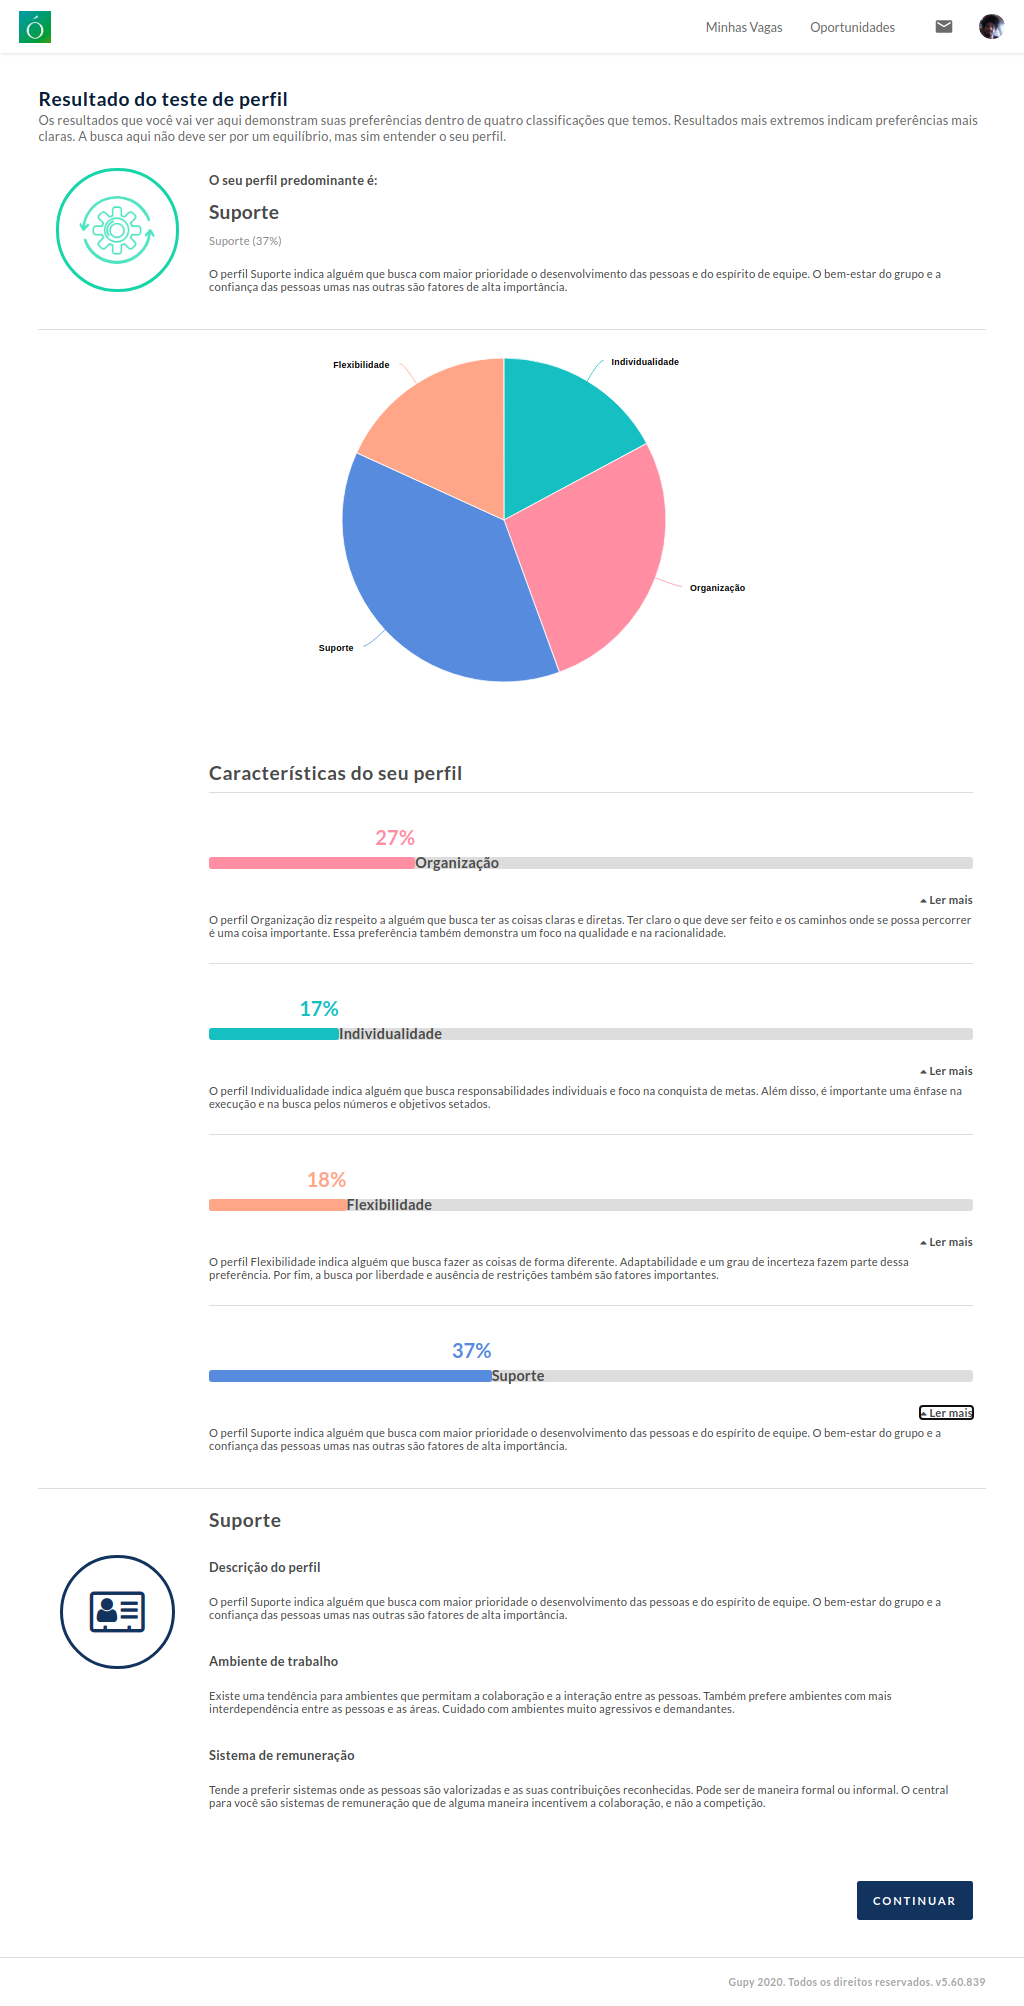 Ó
Minhas Vagas
Oportunidades
Resultado do teste de perfil
Os resultados que você vai ver aqui demonstram suas preferências dentro de quatro classificações que temos. Resultados mais extremos indicam preferências mais
claras. A busca aqui não deve ser por um equilíbrio, mas sim entender o seu perfil.
O seu perfil predominante é:
Suporte
Suporte (37%)
O perfil Suporte indica alguém que busca com maior prioridade o desenvolvimento das pessoas e do espírito de equipe. O bem-estar do grupo e a
confiança das pessoas umas nas outras são fatores de alta importância.
Flexibilidade
Individualidade
Organização
Suporte
Características do seu perfil
27%
Organização
Ler mais
O perfil Organização diz respeito a alguém que busca ter as coisas claras e diretas. Ter claro o que deve ser feito e os caminhos onde se possa percorrer
é uma coisa importante. Essa preferência também demonstra um foco na qualidade e na racionalidade.
17%
Individualidade
Ler mais
O perfil Individualidade indica alguém que busca responsabilidades individuais e foco na conquista de metas. Além disso, é importante uma ênfase na
execução e na busca pelos números e objetivos setados.
18%
Flexibilidade
Ler mais
O perfil Flexibilidade indica alguém que busca fazer as coisas de forma diferente. Adaptabilidade e um grau de incerteza fazem parte dessa
preferência. Por fim, a busca por liberdade e ausência de restrições também são fatores importantes.
37%
Suporte
Ler mais
O perfil Suporte indica alguém que busca com maior prioridade o desenvolvimento das pessoas e do espírito de equipe. O bem-estar do grupo e a
confiança das pessoas umas nas outras são fatores de alta importância.
Suporte
Descrição do perfil
O perfil Suporte indica alguém que busca com maior prioridade o desenvolvimento das pessoas e do espírito de equipe. O bem-estar do grupo e a
confiança das pessoas umas nas outras são fatores de alta importância.
Ambiente de trabalho
Existe uma tendência para ambientes que permitam a colaboração e a interação entre as pessoas. Também prefere ambientes com mais
interdependência entre as pessoas e as áreas. Cuidado com ambientes muito agressivos e demandantes.
Sistema de remuneração
Tende a preferir sistemas onde as pessoas são valorizadas e as suas contribuições reconhecidas. Pode ser de maneira formal ou informal. O central
para você são sistemas de remuneração que de alguma maneira incentivem a colaboração, e não a competição.
CONTINUAR
Gupy 2020. Todos os direitos reservados. v5.60.839